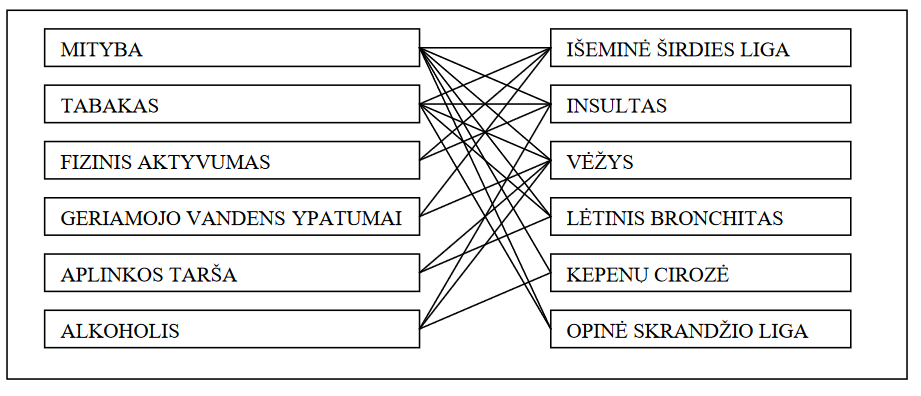 MITYBA
TABAKAS
FIZINIS AKTYVUMAS
GERIAMOJO VANDENS YPATUMAI
APLINKOS TARŠA
ALKOHOLIS
IŠEMINĖ ŠIRDIES LIGA
INSULTAS
VĖŽYS
LĖTINIS BRONCHITAS
KEPENŲ CIROZĖ
OPINĖ SKRANDŽIO LIGA